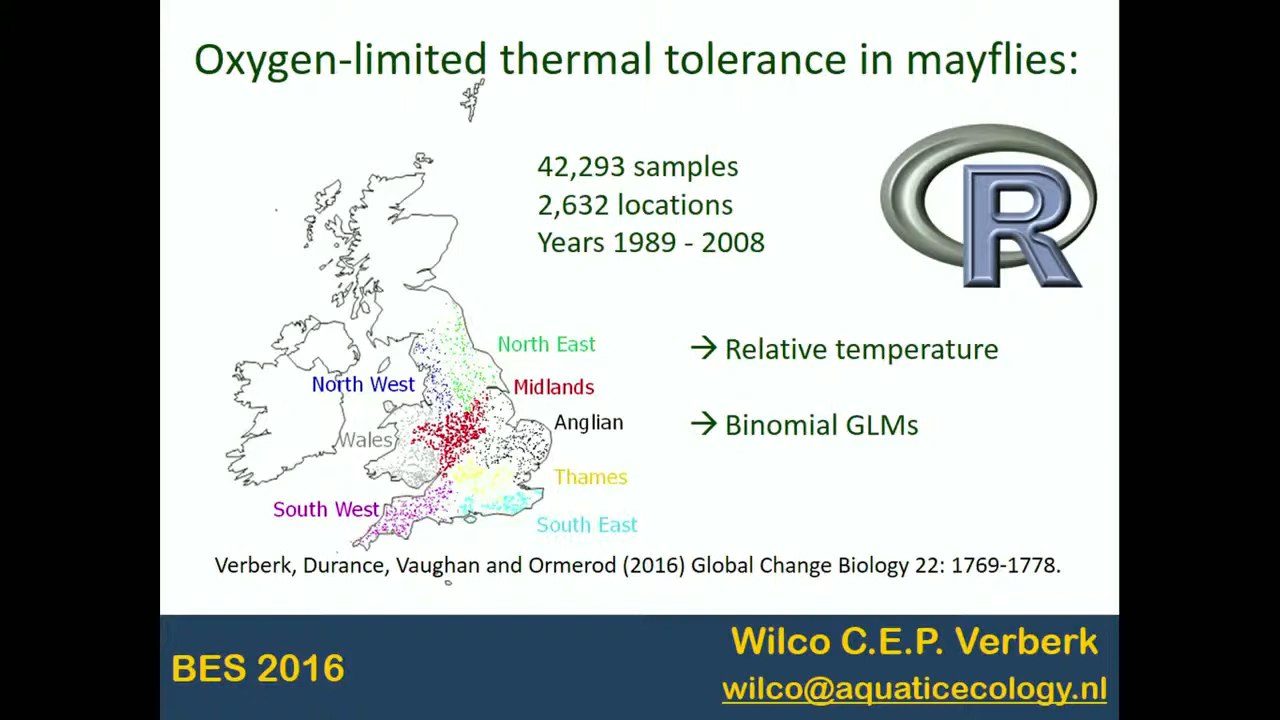 Oxygen-limited thermal tolerance in mayflies:
42,293 samples
2,632 locations
Years 1989 - 2008
R
North East
→ Relative temperature
North West
Midlands
Anglian
→ Binomial GLMs
Wales
Thames
South West
South East
Verberk, Durance, Vaughan and Ormerod (2016) Global Change Biology 22: 1769-1778.
BES 2016
Wilco C.E.P. Verberk
wilco@aquaticecology.nl